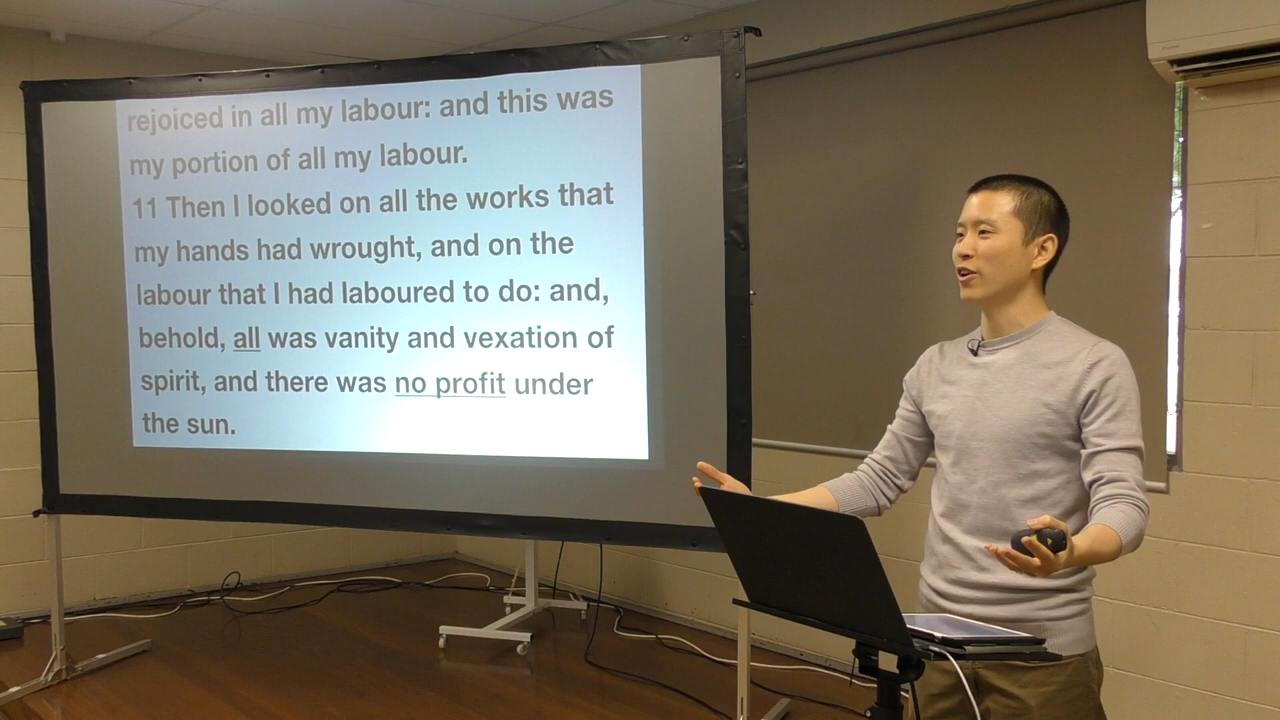 rejoiced in all my labour: and this was
my portion of all my labour.
11 Then I looked on all the works that
my hands had wrought, and on the
labour that I had laboured to do: and,
behold, all was vanity and vexation of
spirit, and there was no profit under
the sun.